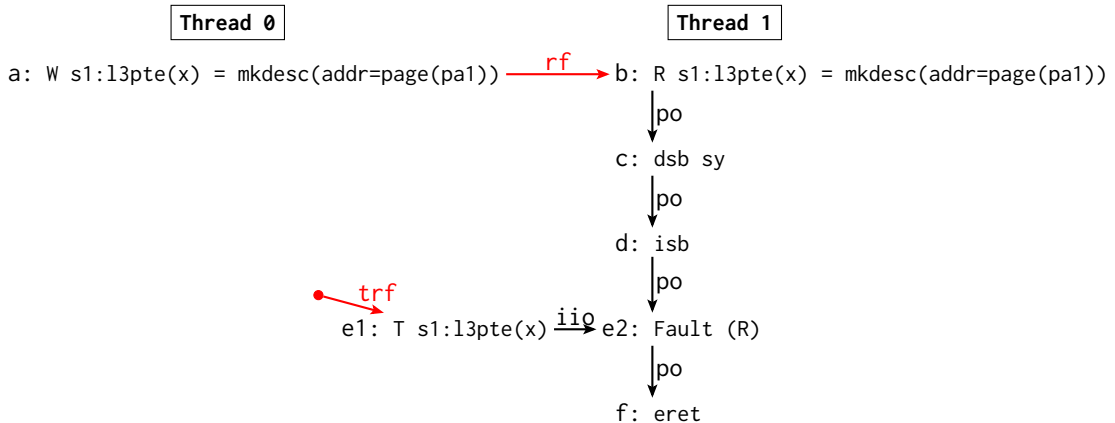 Thread 0
Thread 1
a: W s1:l3pte(x) = mkdesc(addr=page(pa1))
rf
b: R s1:l3pte(x) = mkdesc(addr=page(pa1))
po
c: dsb sy
po
d: isb
po
trf
e1: T s1:l3pte(x)
iio
e2: Fault (R)
po
f: eret